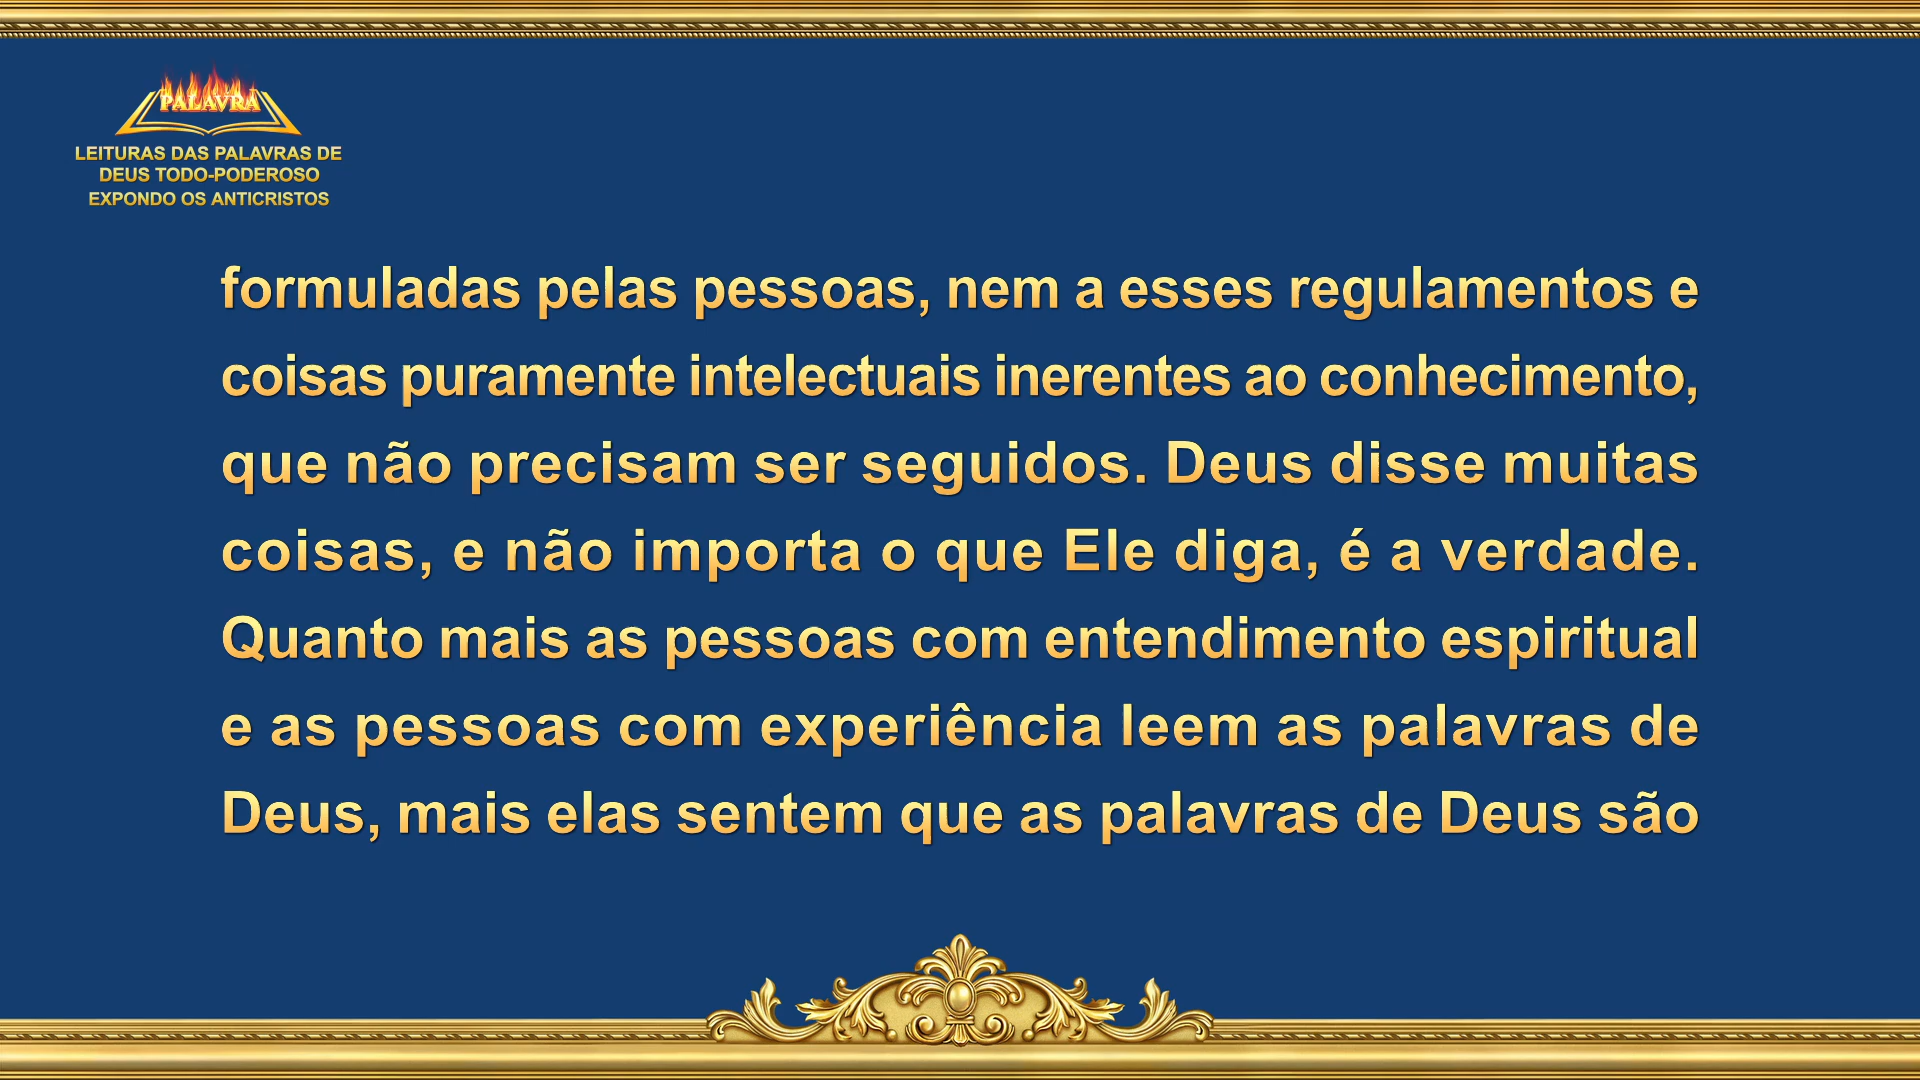 PALAVRA
LEITURAS DAS PALAVRAS DE
DEUS TODO-PODEROSO
EXPONDO OS ANTICRISTOS
formuladas pelas pessoas, nem a esses regulamentos e
coisas puramente intelectuais inerentes ao conhecimento,
que não precisam ser seguidos. Deus disse muitas
coisas, e não importa o que Ele diga, é a verdade.
Quanto mais as pessoas com entendimento espiritual
e as pessoas com experiência leem as palavras de
Deus, mais elas sentem que as palavras de Deus são